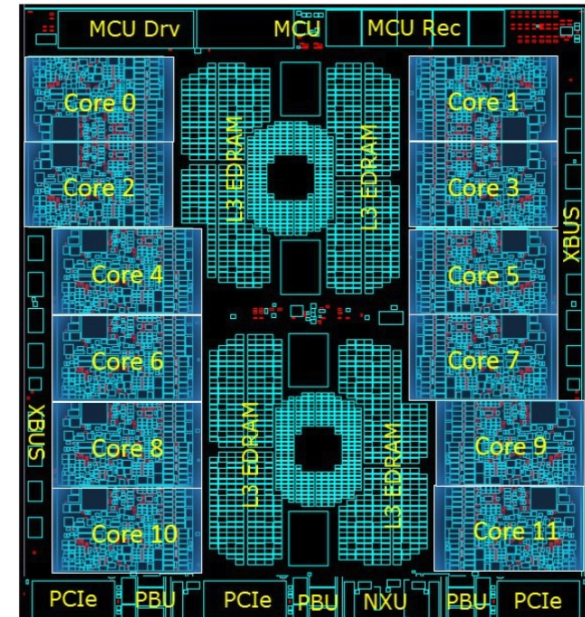 MCU Drv
MCU
MCU Rec
Core 0
Core 1
L3 EDRAM
L3 EDRAM
Core 2
Core 3
XBUS
Core 4
Core 5
Core 6
Core 7
XBUS
L3 EDRAM
L3 EDRAM
Core 8
Core 9
Core 10
Core 11
PCIe
PBU
PCIe
PBU
NXU
PBU
PCIe